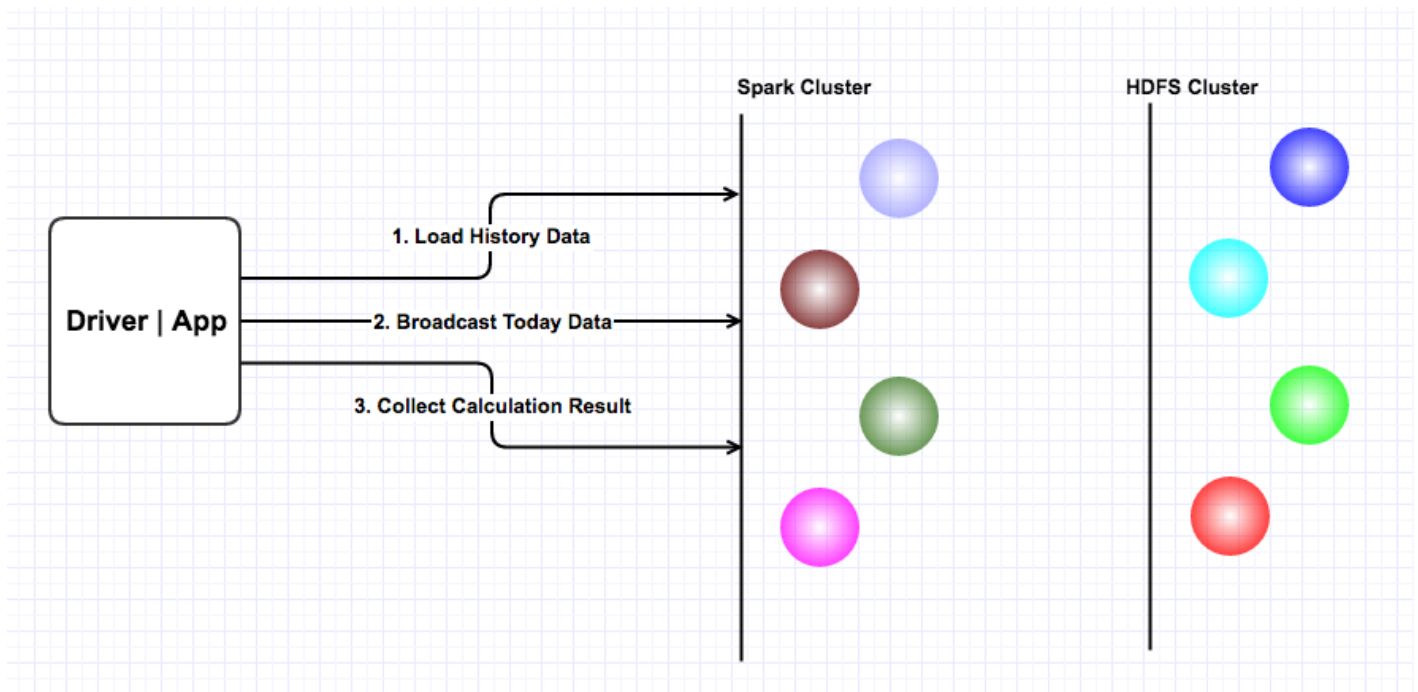 Spark Cluster
HDFS Cluster
1. Load History Data
Driver | App
2. Broadcast Today Data
3. Collect Calculation Result